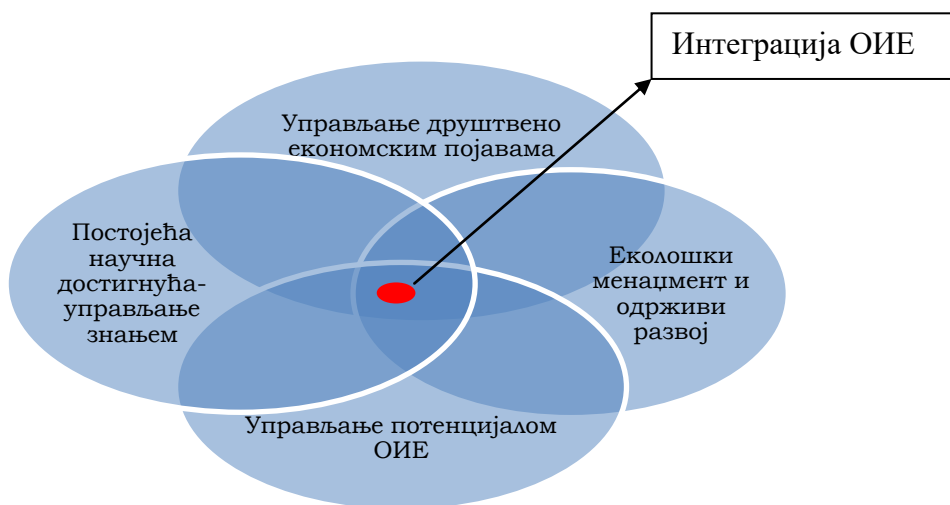 Интеграција ОИЕ
Управљање друштвено
економским појавама
Постојећа
научна
достигнућа-
управљање
знањем
Еколошки
менаџмент и
одрживи
развој
Управљање потенцијалом
ОИЕ